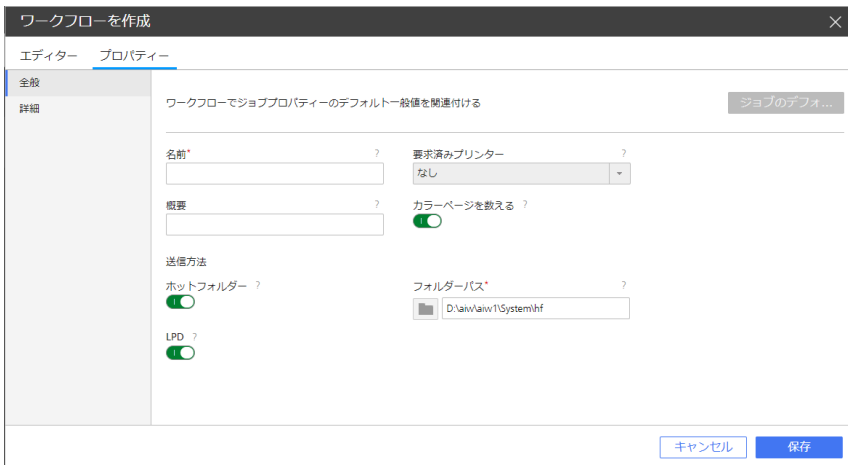 ワークフローを作成
エディター プロパティー
全般
詳細
ワークフローでジョブプロパティーのデフォルト一般値を関連付ける
ジョブのデフォ...
名前* ?
要求済みプリンター ?
なし
概要 ?
カラーページを数える ?
送信方法
ホットフォルダー ?
フォルダーパス* ?
D:\aiw\aiw1\System\hf
LPD ?
キャンセル 保存